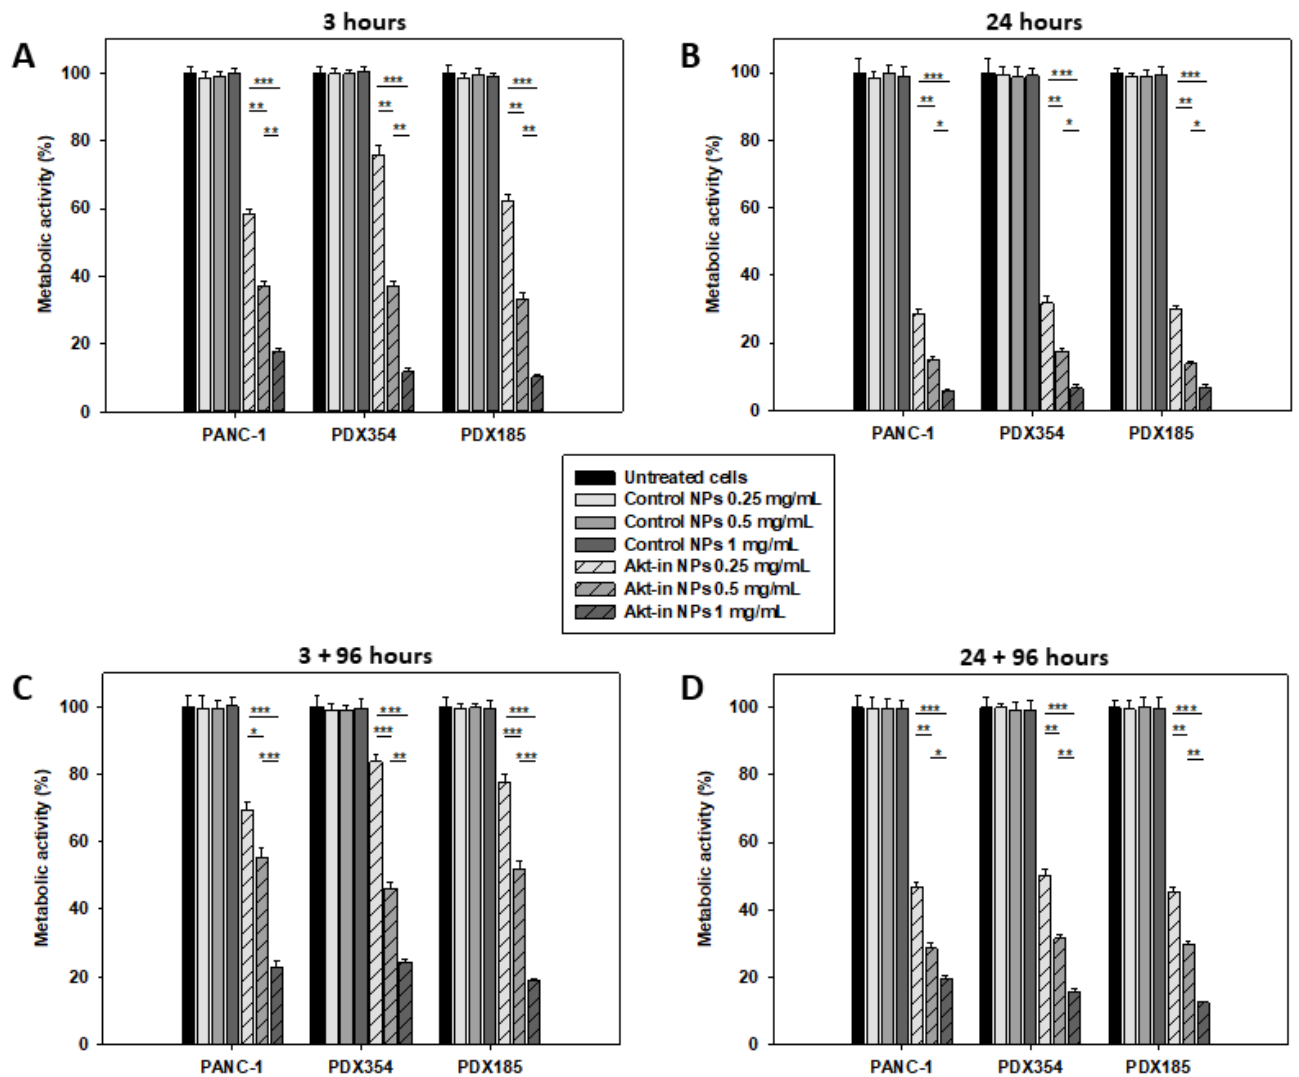 3 hours
A
Metabolic activity (%)
100
80
60
40
20
0
*** *** ***
** ** **
** ** **
PANC-1 PDX354 PDX185
24 hours
B
Metabolic activity (%)
100
80
60
40
20
0
*** *** ***
** ** **
* * *
PANC-1 PDX354 PDX185
Untreated cells
Control NPs 0.25 mg/mL
Control NPs 0.5 mg/mL
Control NPs 1 mg/mL
Akt-in NPs 0.25 mg/mL
Akt-in NPs 0.5 mg/mL
Akt-in NPs 1 mg/mL
3 + 96 hours
C
Metabolic activity (%)
100
80
60
40
20
0
*** *** ***
* *** ***
*** ** ***
PANC-1 PDX354 PDX185
24 + 96 hours
D
Metabolic activity (%)
100
80
60
40
20
0
*** *** ***
** ** **
* ** **
PANC-1 PDX354 PDX185